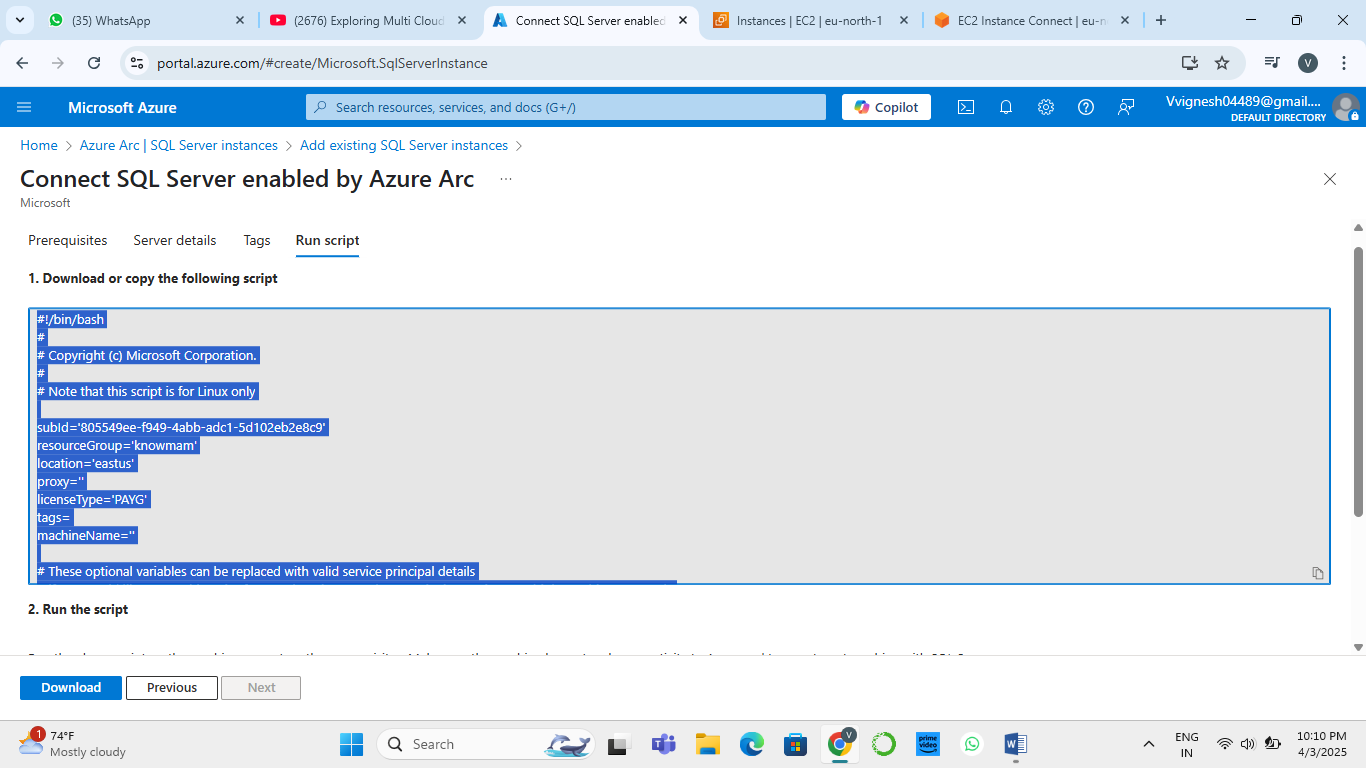 (35) WhatsApp
(2676) Exploring Multi Cloud
Connect SQL Server enabled
Instances | EC2 | eu-north-1
EC2 Instance Connect | eu-n
portal.azure.com/#create/Microsoft.SqlServerInstance
V
Microsoft Azure
Search resources, services, and docs (G+/)
Copilot
Vvignesh04489@gmail....
DEFAULT DIRECTORY
Home > Azure Arc | SQL Server instances > Add existing SQL Server instances >
Connect SQL Server enabled by Azure Arc ...
Microsoft
Prerequisites Server details Tags Run script
1. Download or copy the following script
#!/bin/bash
#
# Copyright (c) Microsoft Corporation.
#
# Note that this script is for Linux only
subId='805549ee-f949-4abb-adc1-5d102eb2e8c9'
resourceGroup='knowmam'
location='eastus'
proxy=''
licenseType='PAYG'
tags=
machineName=''
# These optional variables can be replaced with valid service principal details
2. Run the script
Download Previous Next
1
74°F
Mostly cloudy
Search
V
prime video
ENG
IN
10:10 PM
4/3/2025